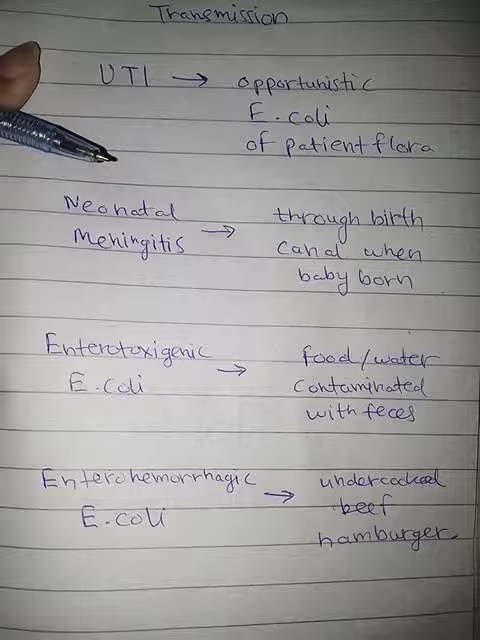 Transmission
UTI → opportunistic
E. coli
of patient flora
Neonatal Meningitis → through birth
canal when
baby born
Enterotoxigenic E. Coli → food/water
contaminated
with feces
Enterohemorrhagic E. coli → undercooked
beef
hamburger.